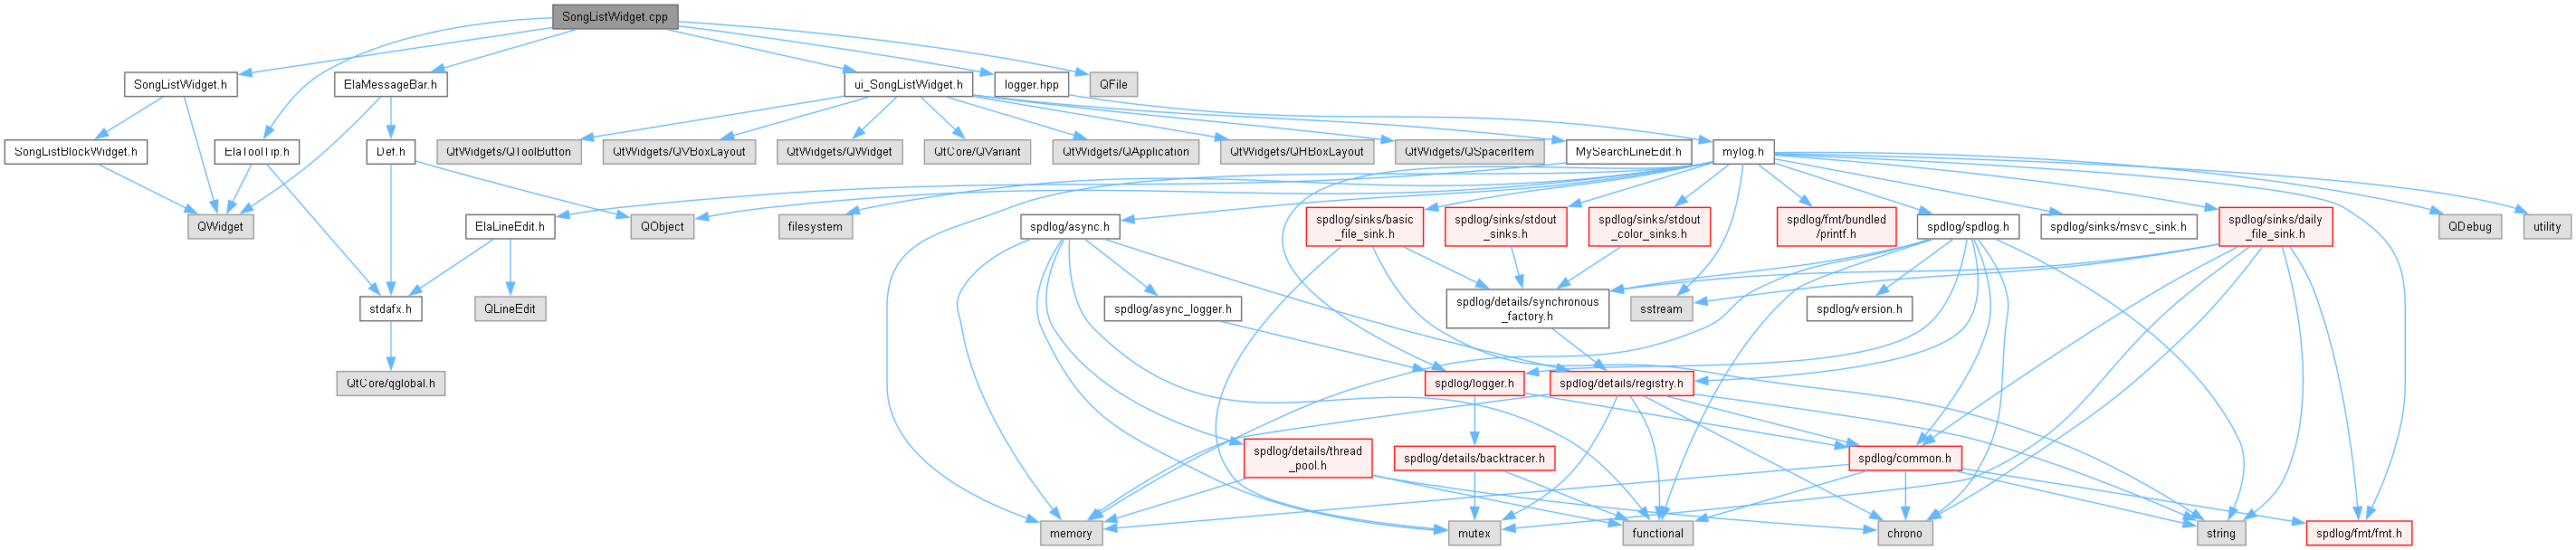 SongListWidget.cpp
SongListWidget.h
ElaMessageBar.h
ui_SongListWidget.h
logger.hpp
QFile
SongListBlockWidget.h
ElaToolTip.h
Def.h
QtWidgets/QToolButton
QtWidgets/QVBoxLayout
QtWidgets/QWidget
QtCore/QVariant
QtWidgets/QApplication
QtWidgets/QHBoxLayout
QtWidgets/QSpacerItem
MySearchLineEdit.h
mylog.h
QWidget
ElaLineEdit.h
QObject
filesystem
spdlog/async.h
spdlog/sinks/basic
_file_sink.h
spdlog/sinks/stdout
_sinks.h
spdlog/sinks/stdout
_color_sinks.h
spdlog/fmt/bundled
/printf.h
spdlog/spdlog.h
spdlog/sinks/msvc_sink.h
spdlog/sinks/daily
_file_sink.h
QDebug
utility
stdafx.h
QLineEdit
spdlog/async_logger.h
spdlog/details/synchronous
_factory.h
sstream
spdlog/version.h
QtCore/qglobal.h
spdlog/logger.h
spdlog/details/registry.h
spdlog/details/thread
_pool.h
spdlog/details/backtracer.h
spdlog/common.h
memory
mutex
functional
chrono
string
spdlog/fmt/fmt.h